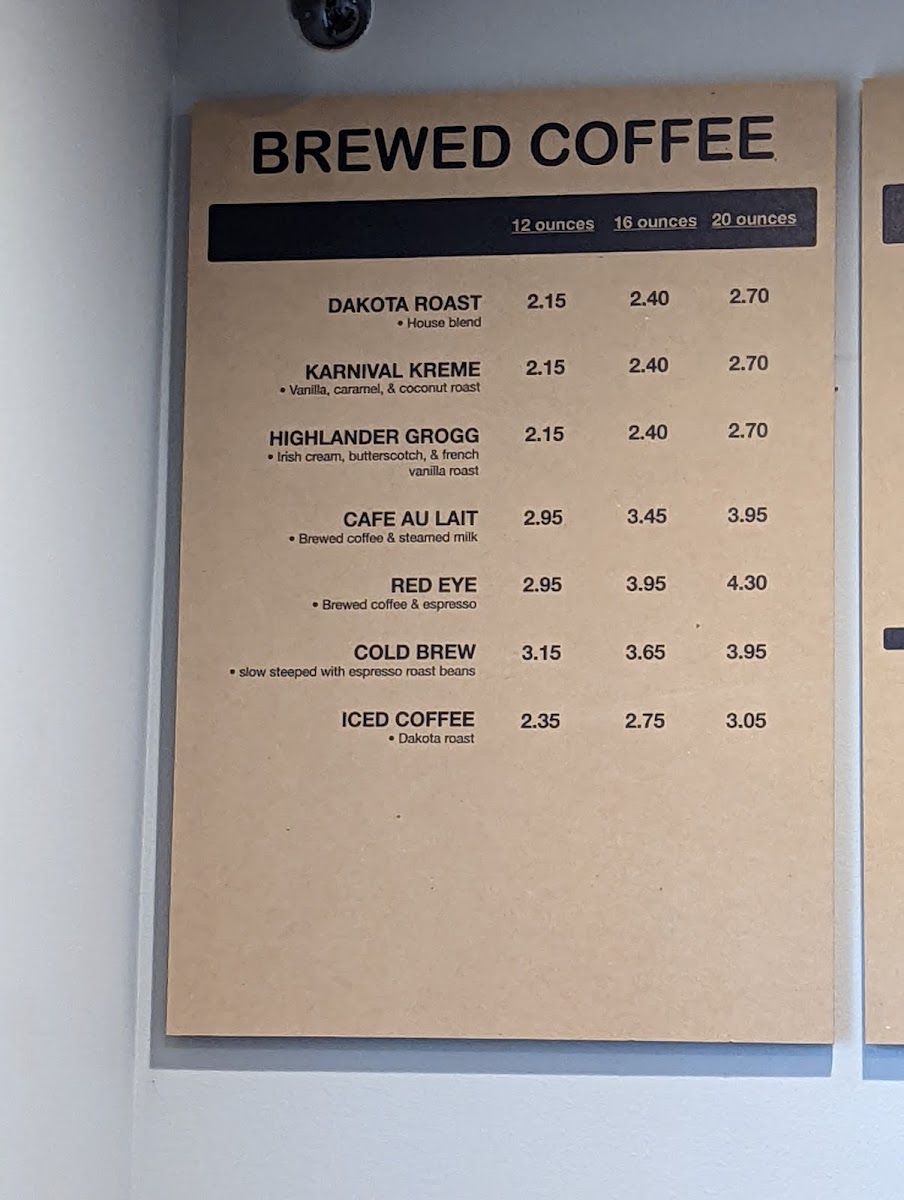 BREWED COFFEE
12 ounces 16 ounces 20 ounces
DAKOTA ROAST 2.15 2.40 2.70
• House blend
KARNIVAL KREME 2.15 2.40 2.70
• Vanilla, caramel, & coconut roast
HIGHLANDER GROGG 2.15 2.40 2.70
• Irish cream, butterscotch, & french
vanilla roast
CAFE AU LAIT 2.95 3.45 3.95
• Brewed coffee & steamed milk
RED EYE 2.95 3.95 4.30
• Brewed coffee & espresso
COLD BREW 3.15 3.65 3.95
• slow steeped with espresso roast beans
ICED COFFEE 2.35 2.75 3.05
• Dakota roast